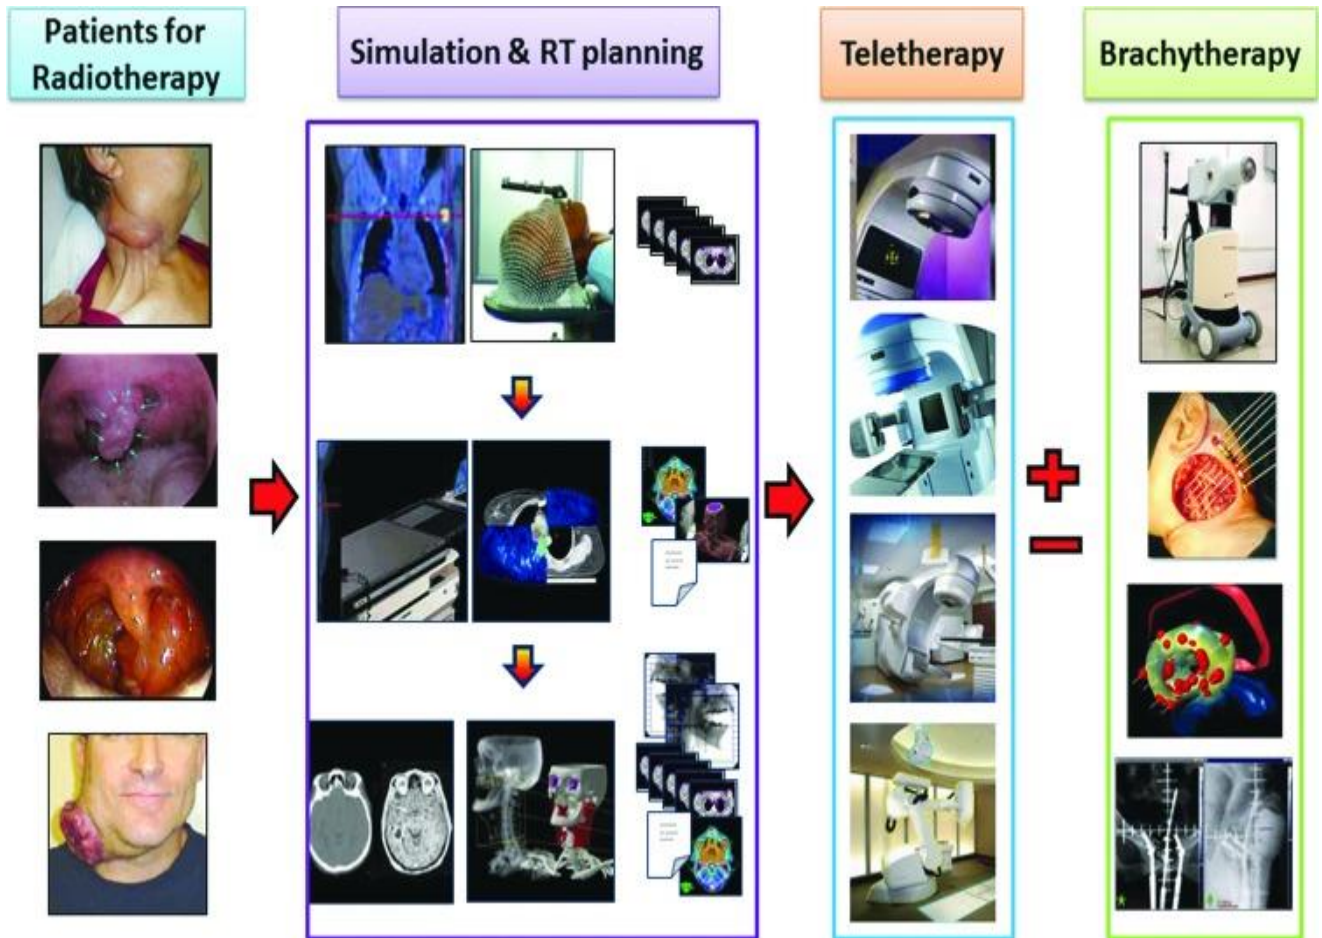 Patients for
Radiotherapy
Simulation & RT planning
Teletherapy
Brachytherapy